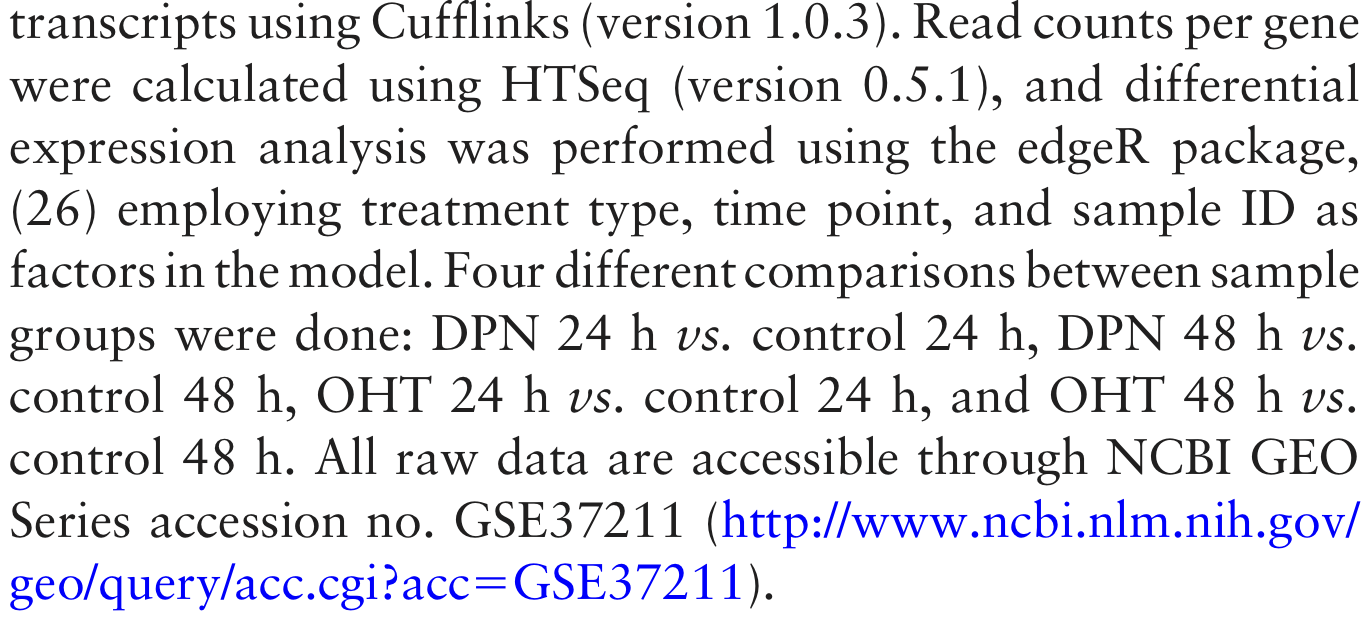 transcripts using Cufflinks (version 1.0.3). Read counts per gene
were calculated using HTSeq (version 0.5.1), and differential
expression analysis was performed using the edgeR package,
(26) employing treatment type, time point, and sample ID as
factors in the model. Four different comparisons between sample
groups were done: DPN 24 h vs. control 24 h, DPN 48 h vs.
control 48 h, OHT 24 h vs. control 24 h, and OHT 48 h vs.
control 48 h. All raw data are accessible through NCBI GEO
Series accession no. GSE37211 (http://www.ncbi.nlm.nih.gov/
geo/query/acc.cgi?acc=GSE37211).